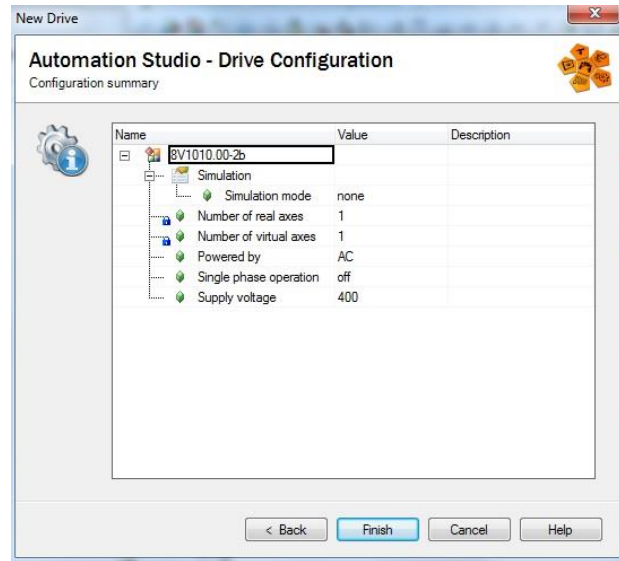 New Drive
Automation Studio - Drive Configuration
Configuration summary
Name Value Description
8V1010.00-2b
Simulation
Simulation mode none
Number of real axes 1
Number of virtual axes 1
Powered by AC
Single phase operation off
Supply voltage 400
< Back Finish Cancel Help